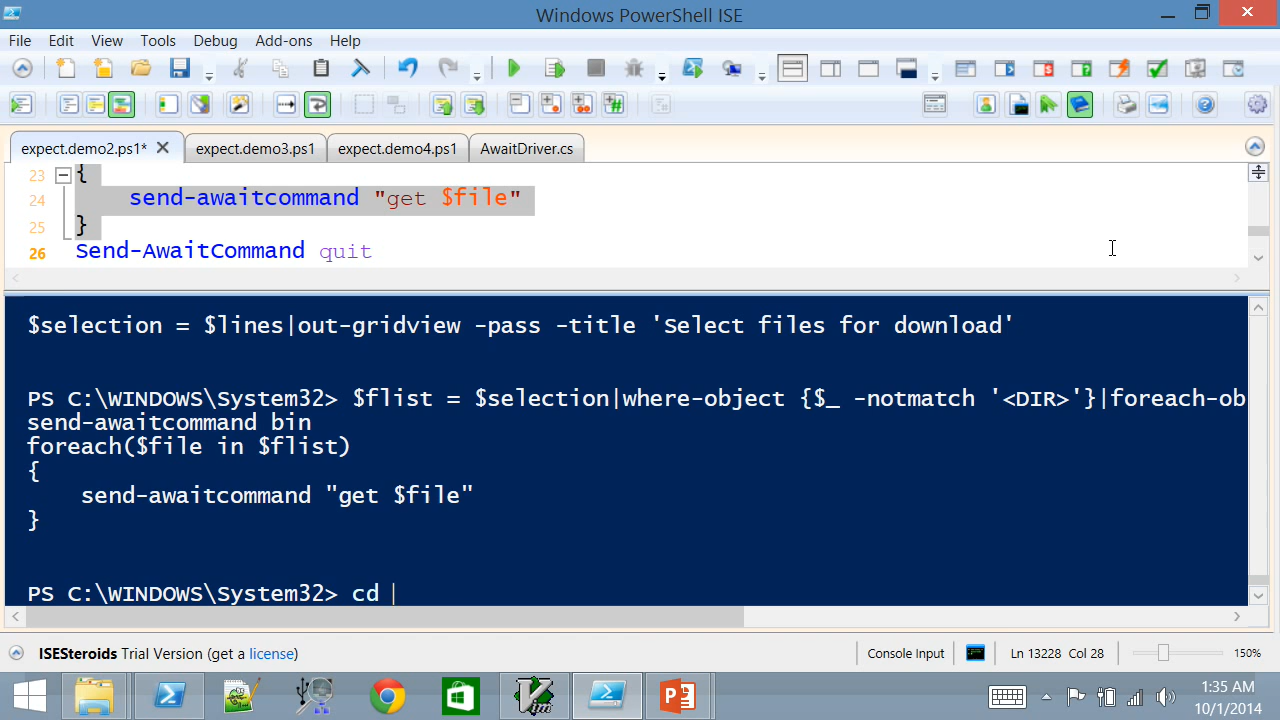 Windows PowerShell ISE
File Edit View Tools Debug Add-ons Help
expect.demo2.ps1* expect.demo3.ps1 expect.demo4.ps1 AwaitDriver.cs
23 {
24 send-awaitcommand "get $file"
25 }
26 Send-AwaitCommand quit
$selection = $lines|out-gridview -pass -title 'Select files for download'
PS C:\WINDOWS\System32> $flist = $selection|where-object {$_ -notmatch '<DIR>'}|foreach-ob
send-awaitcommand bin
foreach($file in $flist)
{
send-awaitcommand "get $file"
}
PS C:\WINDOWS\System32> cd
ISESteroids Trial Version (get a license) Console Input Ln 13228 Col 28 150%
1:35 AM
10/1/2014